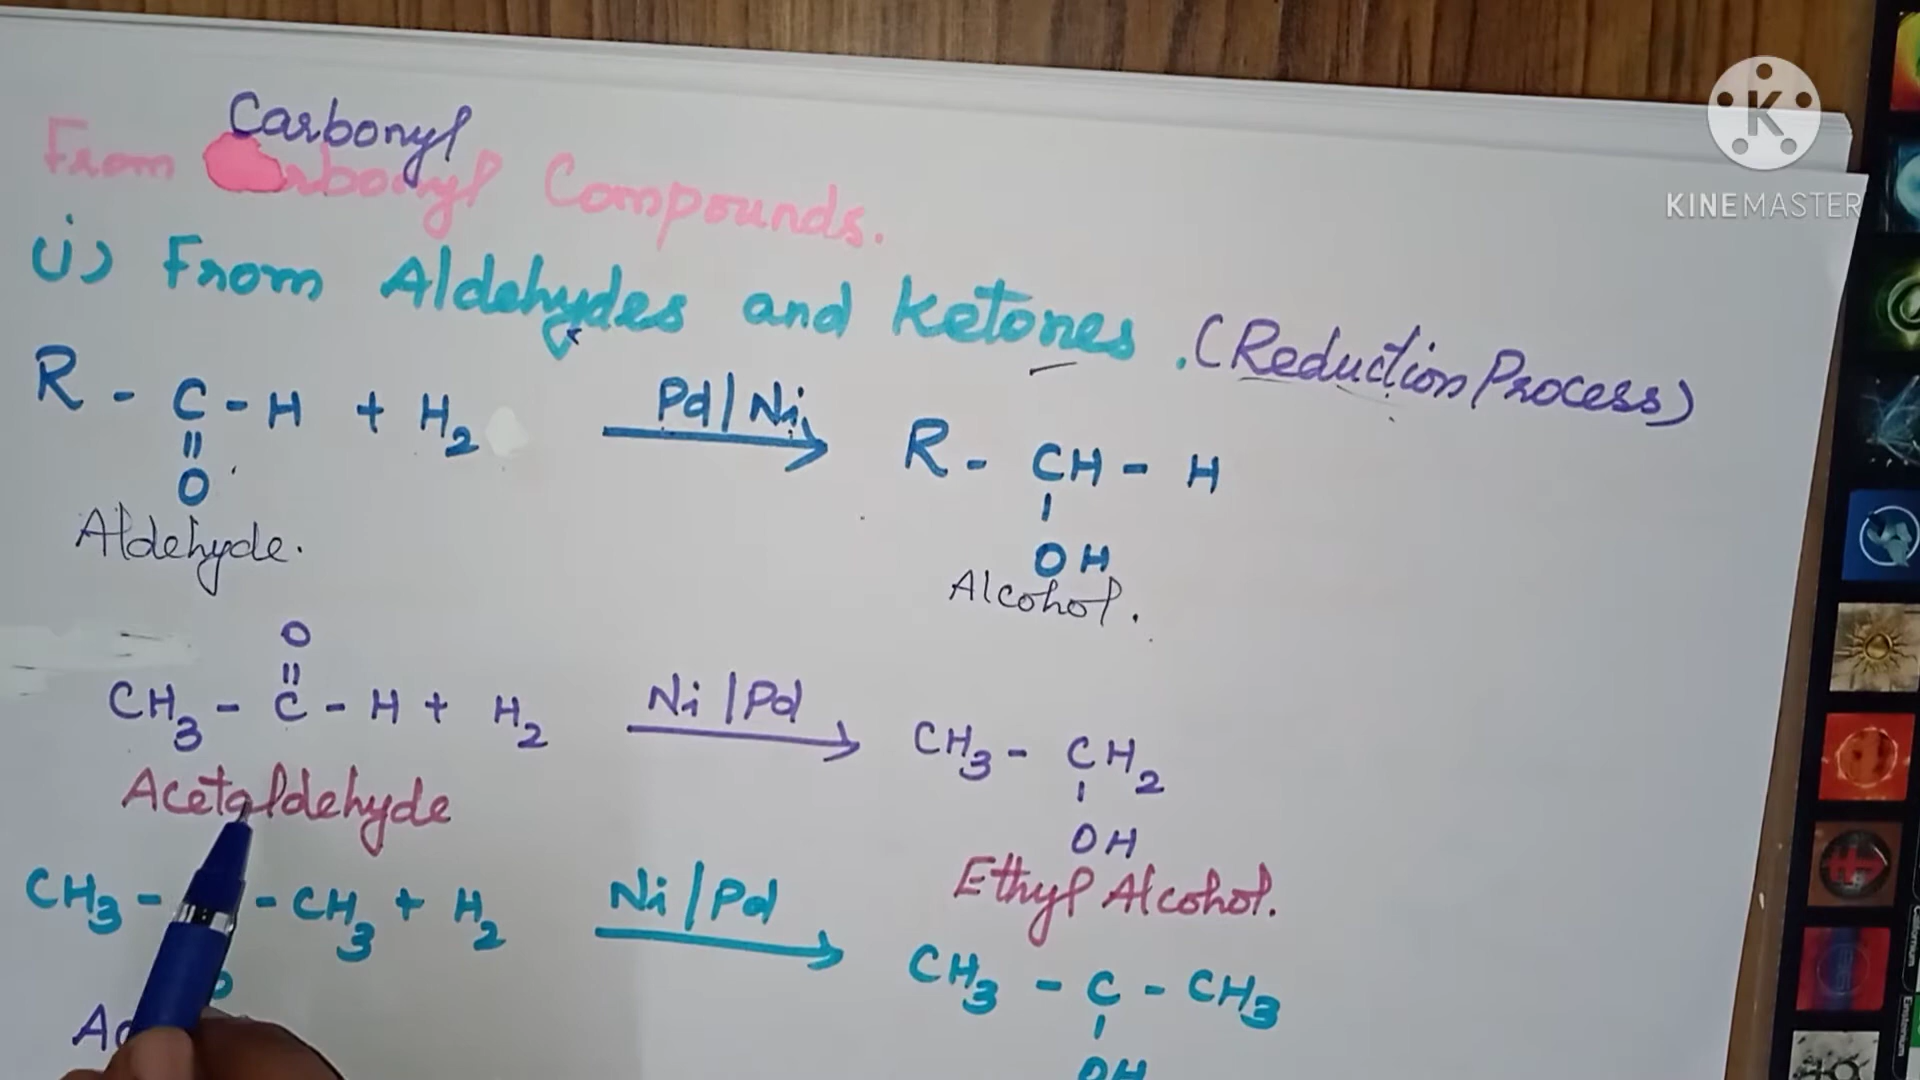 Carbonyl
From Carbonyl Compounds.
(i) From Aldehydes and Ketones. (Reduction Process)
R - C - H + H2 Pd/Ni R - CH - H
O OH
Aldehyde. Alcohol.
O
CH3 - C - H + H2 Ni/Pd CH3 - CH2
OH
Acetaldehyde Ethyl Alcohol.
CH3 - - CH3 + H2 Ni/Pd CH3 - C - CH3
OH
KINEMASTER